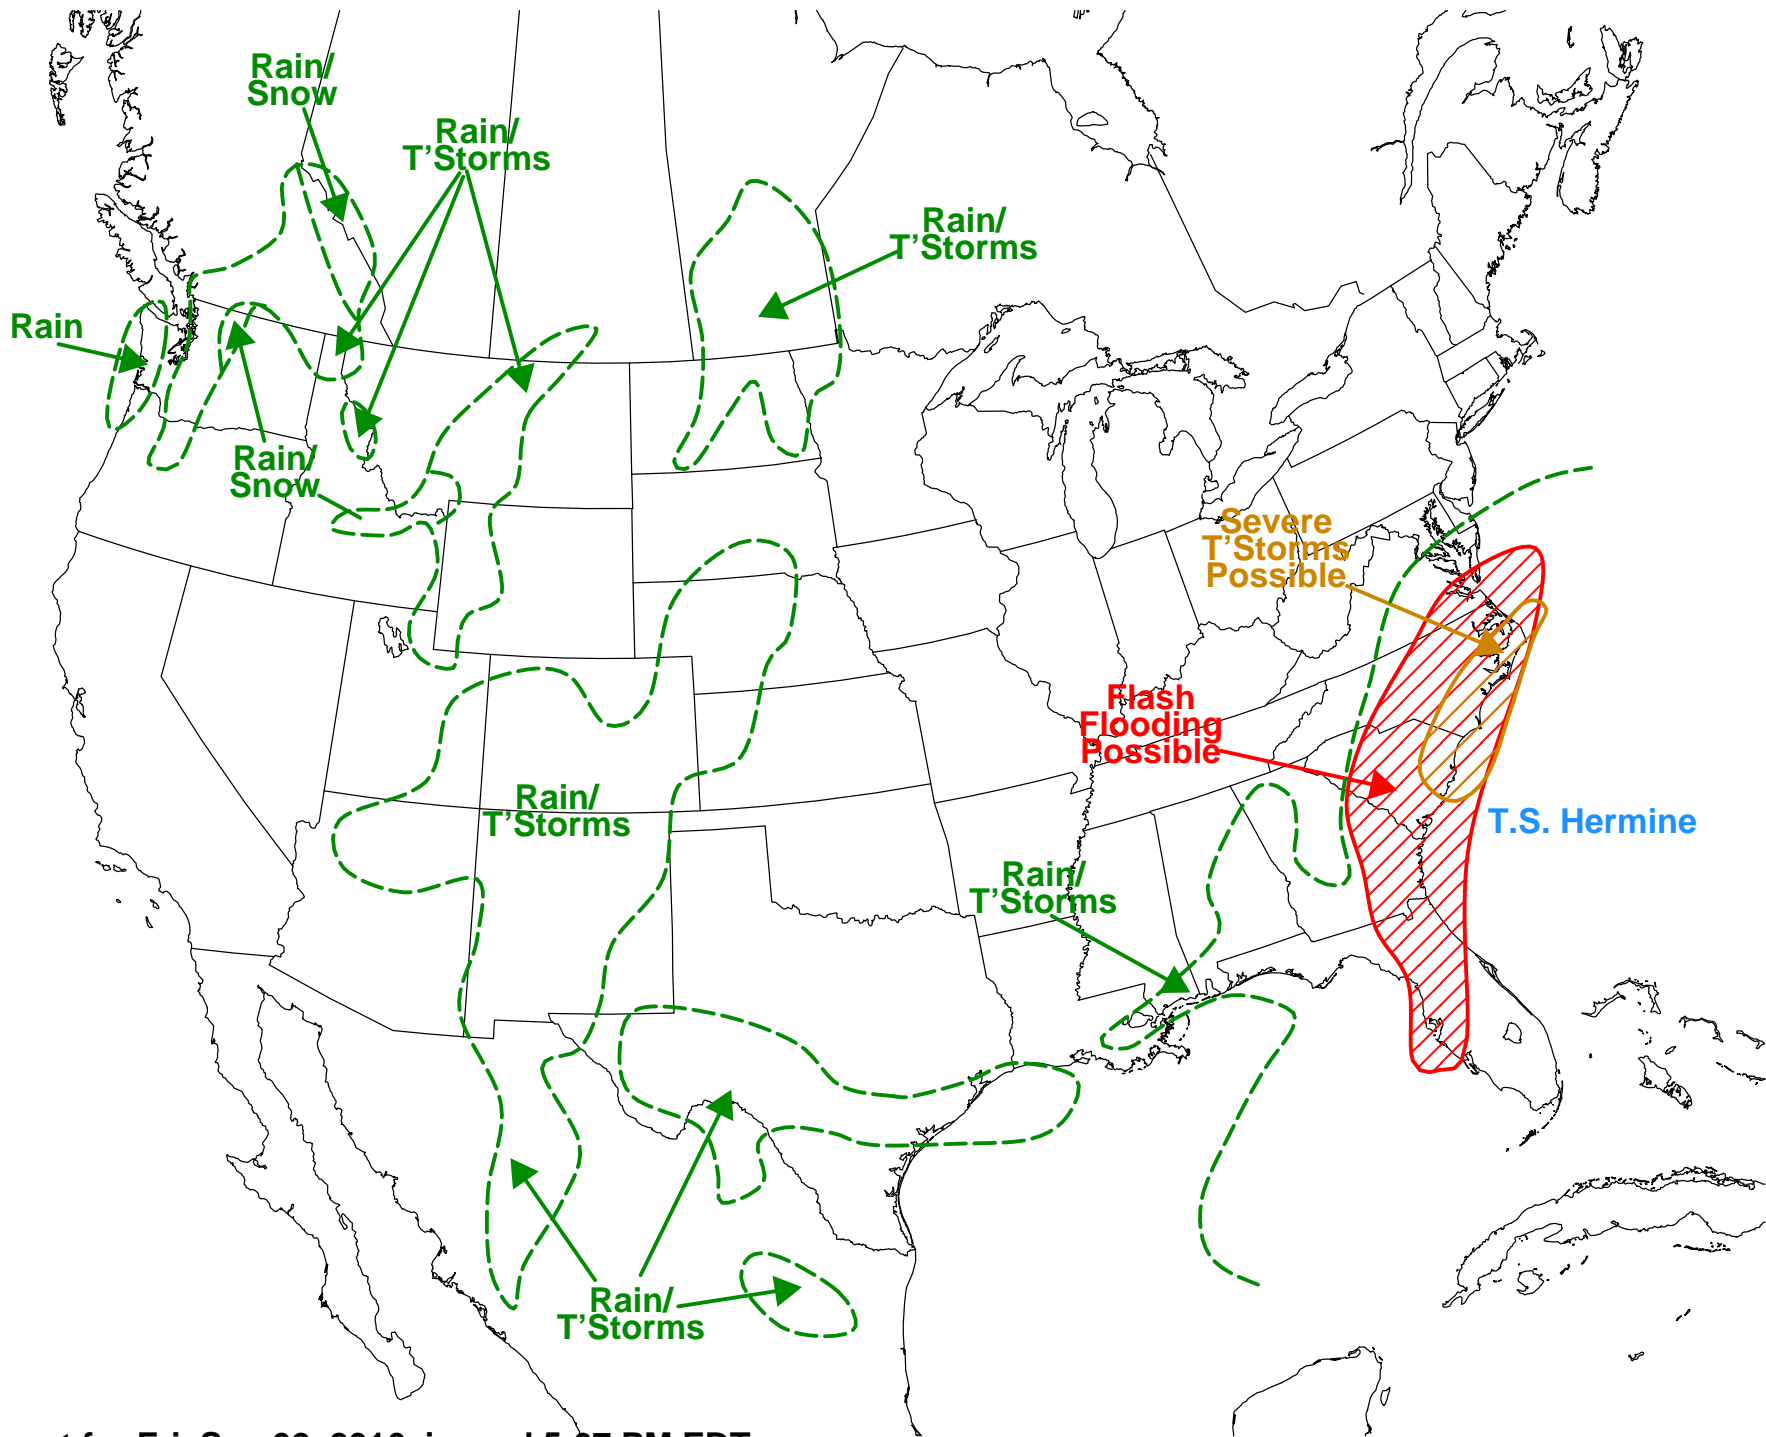 Rain/
Snow
Rain/
T'Storms
Rain/
T'Storms
Rain
Rain/
Snow
Severe
T'Storms
Possible
Flash
Flooding
Possible
Rain/
T'Storms
T.S. Hermine
Rain/
T'Storms
Rain/
T'Storms